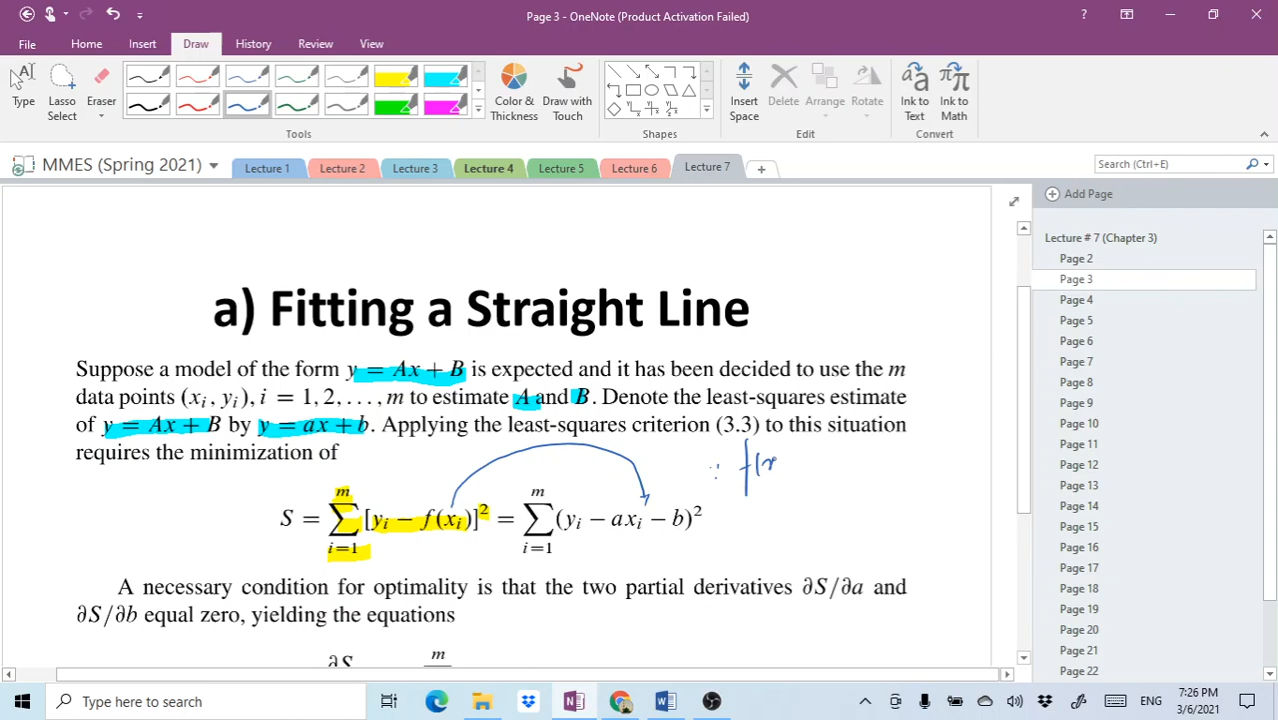 Page 3 - OneNote (Product Activation Failed)
?
File Home Insert Draw History Review View
Type
Lasso Select
Eraser
Color & Thickness
Draw with Touch
Insert Space
Delete
Arrange
Rotate
Ink to Text
Ink to Math
Tools
Shapes
Edit
Convert
MMES (Spring 2021)
Lecture 1 Lecture 2 Lecture 3 Lecture 4 Lecture 5 Lecture 6 Lecture 7
Search (Ctrl+E)
a) Fitting a Straight Line
Suppose a model of the form y = Ax + B is expected and it has been decided to use the m
data points (xᵢ, yᵢ), i = 1, 2, . . . , m to estimate A and B. Denote the least-squares estimate
of y = Ax + B by y = ax + b. Applying the least-squares criterion (3.3) to this situation
requires the minimization of
∵ f(x
S = ∑_{i=1}^{m} [yᵢ − f(xᵢ)]² = ∑_{i=1}^{m} (yᵢ − axᵢ − b)²
A necessary condition for optimality is that the two partial derivatives ∂S/∂a and
∂S/∂b equal zero, yielding the equations
∂S m
Add Page
Lecture # 7 (Chapter 3)
Page 2
Page 3
Page 4
Page 5
Page 6
Page 7
Page 8
Page 9
Page 10
Page 11
Page 12
Page 13
Page 14
Page 15
Page 16
Page 17
Page 18
Page 19
Page 20
Page 21
Page 22
Type here to search
ENG
7:26 PM
3/6/2021